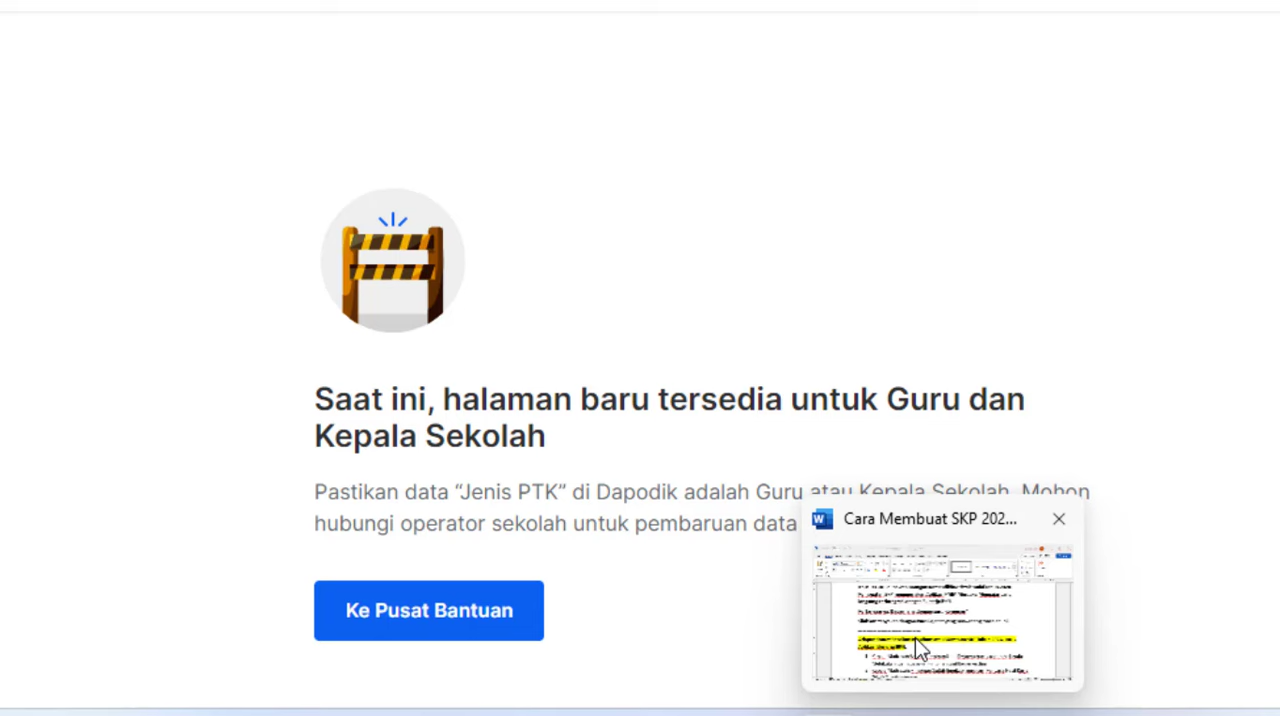 Saat ini, halaman baru tersedia untuk Guru dan
Kepala Sekolah
Pastikan data “Jenis PTK” di Dapodik adalah Guru atau Kepala Sekolah. Mohon
hubungi operator sekolah untuk pembaruan data
Cara Membuat SKP 202...
Ke Pusat Bantuan